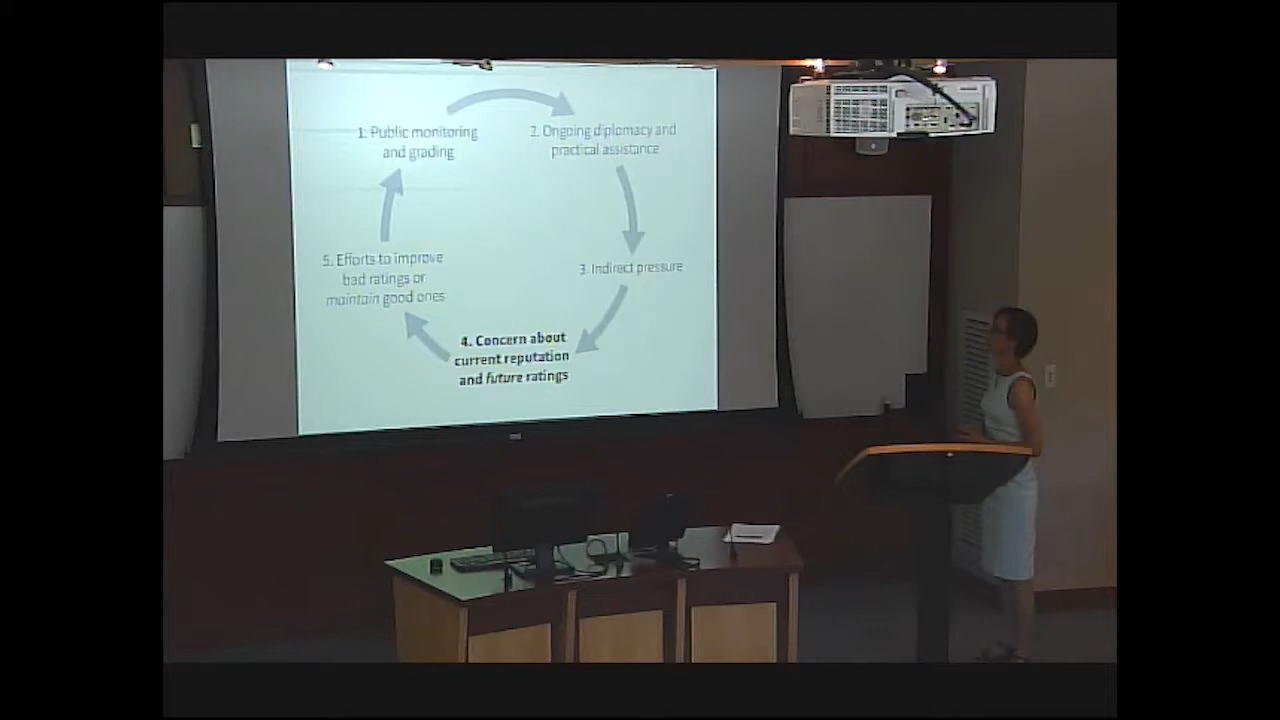 1. Public monitoring
and grading
2. Ongoing diplomacy and
practical assistance
3. Indirect pressure
4. Concern about
current reputation
and future ratings
5. Efforts to improve
bad ratings or
maintain good ones